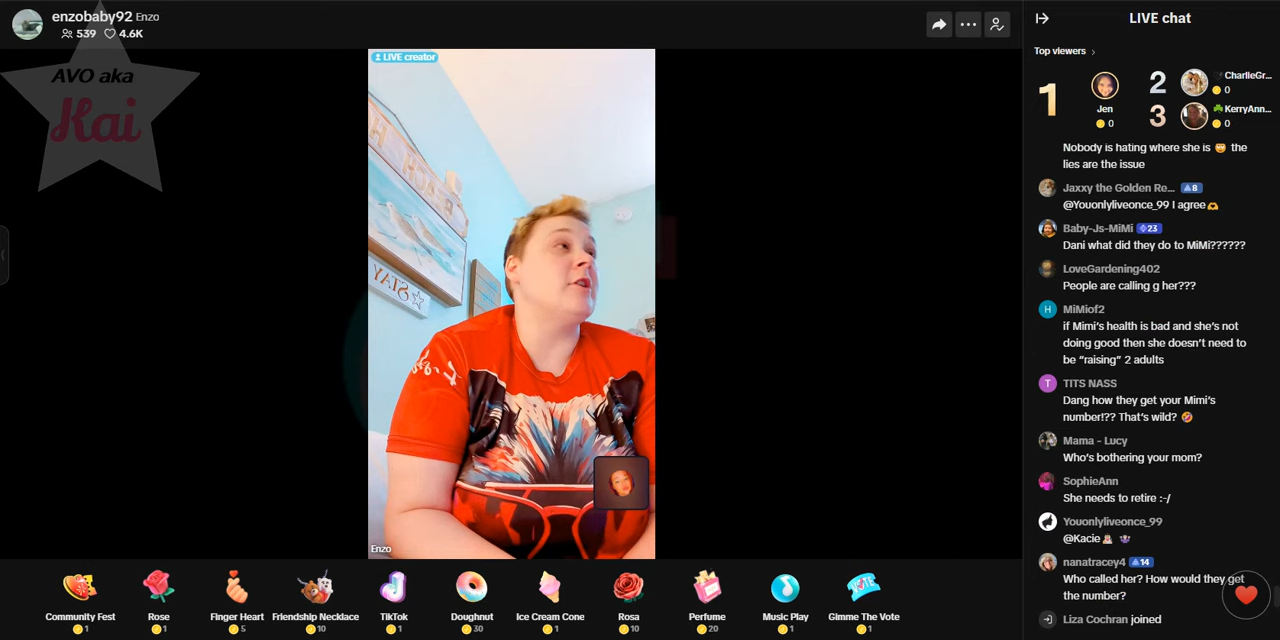 enzobaby92 Enzo
539 4.6K
AVO aka
Kai
LIVE creator
STAY
Enzo
Community Fest
1
Rose
1
Finger Heart
5
Friendship Necklace
10
TikTok
1
Doughnut
30
Ice Cream Cone
1
Rosa
10
Perfume
20
Music Play
1
Gimme The Vote
1
LIVE chat
Top viewers
1
Jen
0
2
CharlieGr...
0
3
KerryAnn...
0
Nobody is hating where she is the
lies are the issue
Jaxxy the Golden Re... 8
@Youonlyliveonce_99 I agree
Baby-Js-MiMi 23
Dani what did they do to MiMi??????
LoveGardening402
People are calling g her???
H
MiMiof2
if Mimi's health is bad and she's not
doing good then she doesn't need to
be “raising” 2 adults
T
TITS NASS
Dang how they get your Mimi's
number!?? That's wild?
Mama - Lucy
Who's bothering your mom?
SophieAnn
She needs to retire :-/
Youonlyliveonce_99
@Kacie
nanatracey4 14
Who called her? How would they get
the number?
Liza Cochran joined